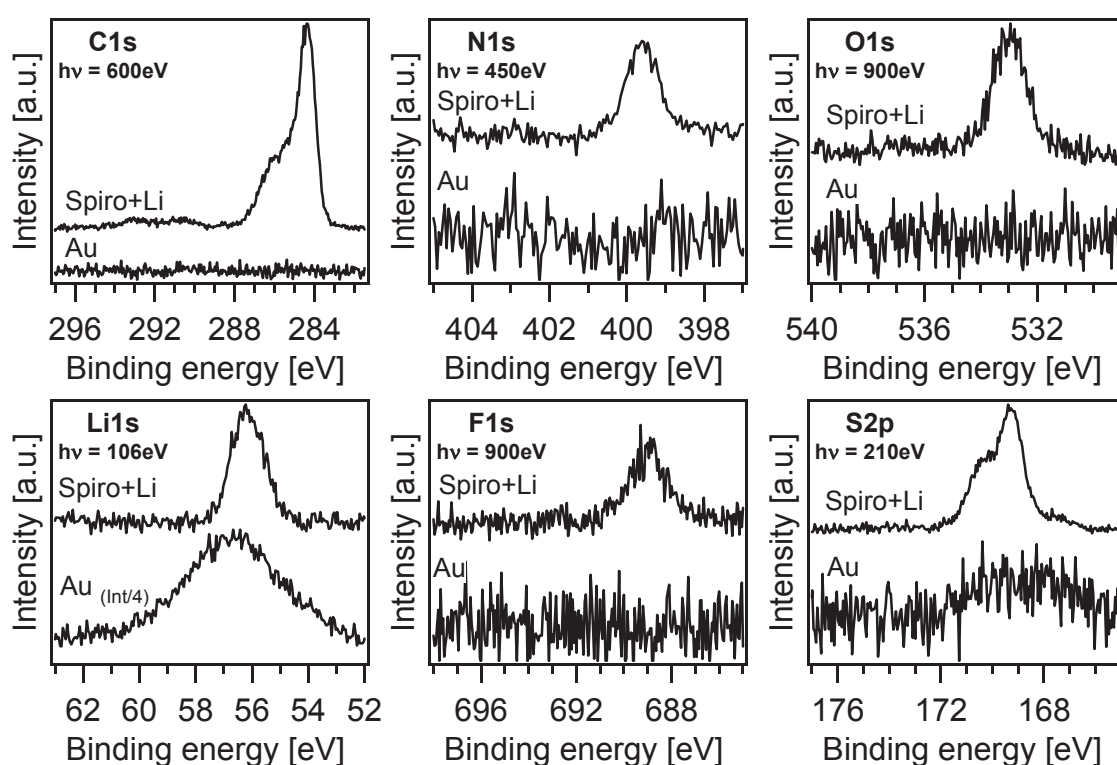 C1s
hν = 600eV
Spiro+Li
Au
Intensity [a.u.]
296 292 288 284
Binding energy [eV]
N1s
hν = 450eV
Spiro+Li
Au
Intensity [a.u.]
404 402 400 398
Binding energy [eV]
O1s
hν = 900eV
Spiro+Li
Au
Intensity [a.u.]
540 536 532
Binding energy [eV]
Li1s
hν = 106eV
Spiro+Li
Au (Int/4)
Intensity [a.u.]
62 60 58 56 54 52
Binding energy [eV]
F1s
hν = 900eV
Spiro+Li
Au
Intensity [a.u.]
696 692 688
Binding energy [eV]
S2p
hν = 210eV
Spiro+Li
Au
Intensity [a.u.]
176 172 168
Binding energy [eV]